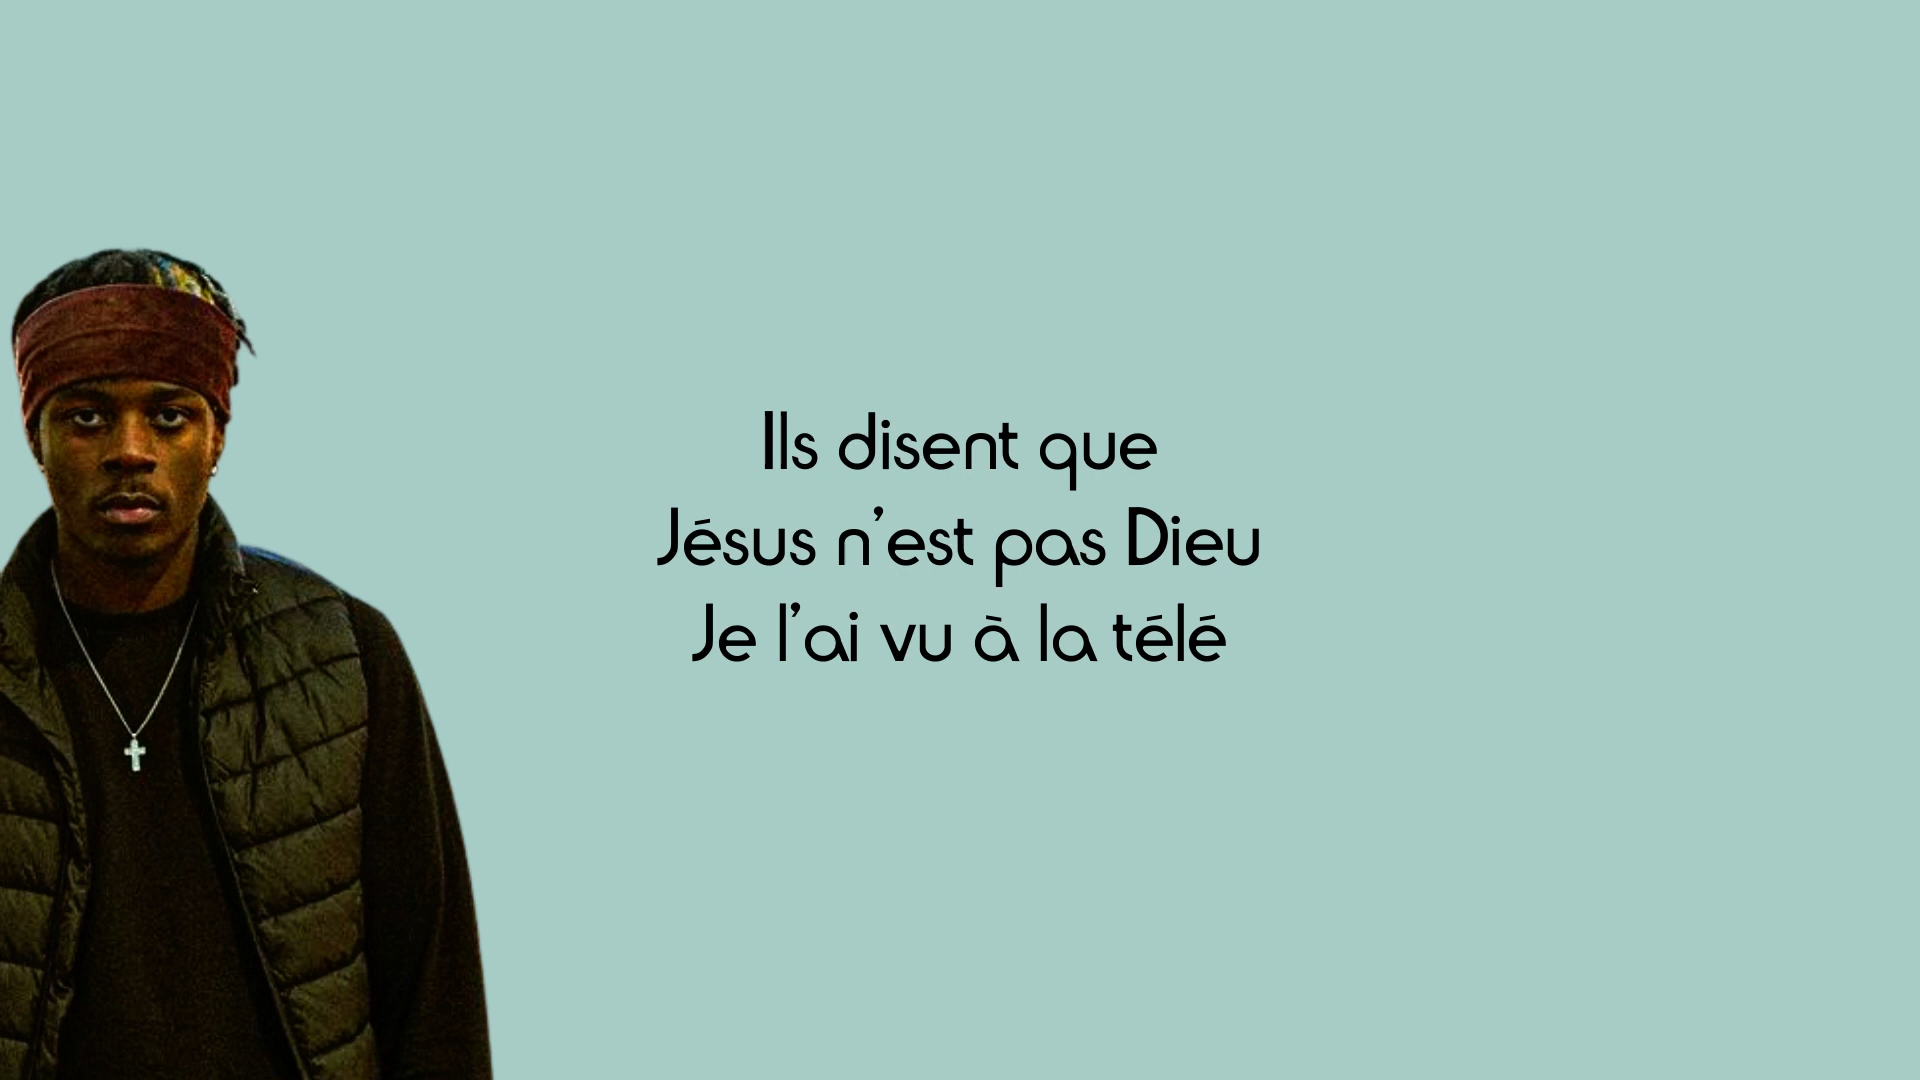 Ils disent que
Jésus n'est pas Dieu
Je l'ai vu à la télé